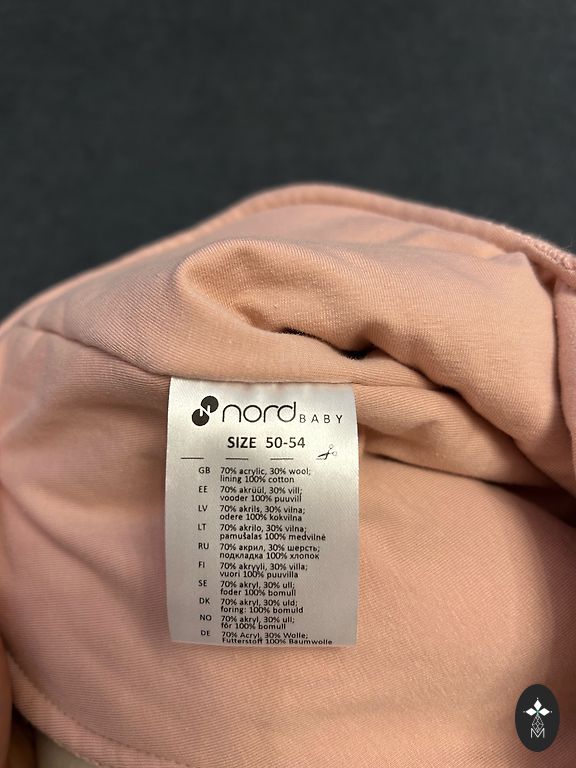 N nord BABY
SIZE 50-54
GB 70% acrylic, 30% wool;
lining 100% cotton
EE 70% akrüül, 30% vill;
vooder 100% puuvill
LV 70% akrils, 30% vilna;
odere 100% kokvilna
LT 70% akrilo, 30% vilna;
pamušalas 100% medvilnė
RU 70% акрил, 30% шерсть;
подкладка 100% хлопок
FI 70% akryyli, 30% villa;
vuori 100% puuvilla
SE 70% akryl, 30% ull;
foder 100% bomull
DK 70% akryl, 30% uld;
foring: 100% bomuld
NO 70% akryl, 30% ull;
fôr 100% bomull
DE 70% Acryl, 30% Wolle;
Futterstoff 100% Baumwolle
M